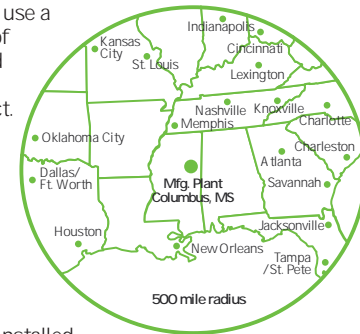 use a
of
d
ct.
Indianapolis
Kansas
City
Cincinnati
St. Louis
Lexington
Nashville
Knoxville
Memphis
Charlotte
Oklahoma City
Charleston
Atlanta
Dallas/
Ft. Worth
Mfg. Plant
Columbus, MS
Savannah
Jacksonville
Houston
New Orleans
Tampa
/St. Pete
500 mile radius
nstalled